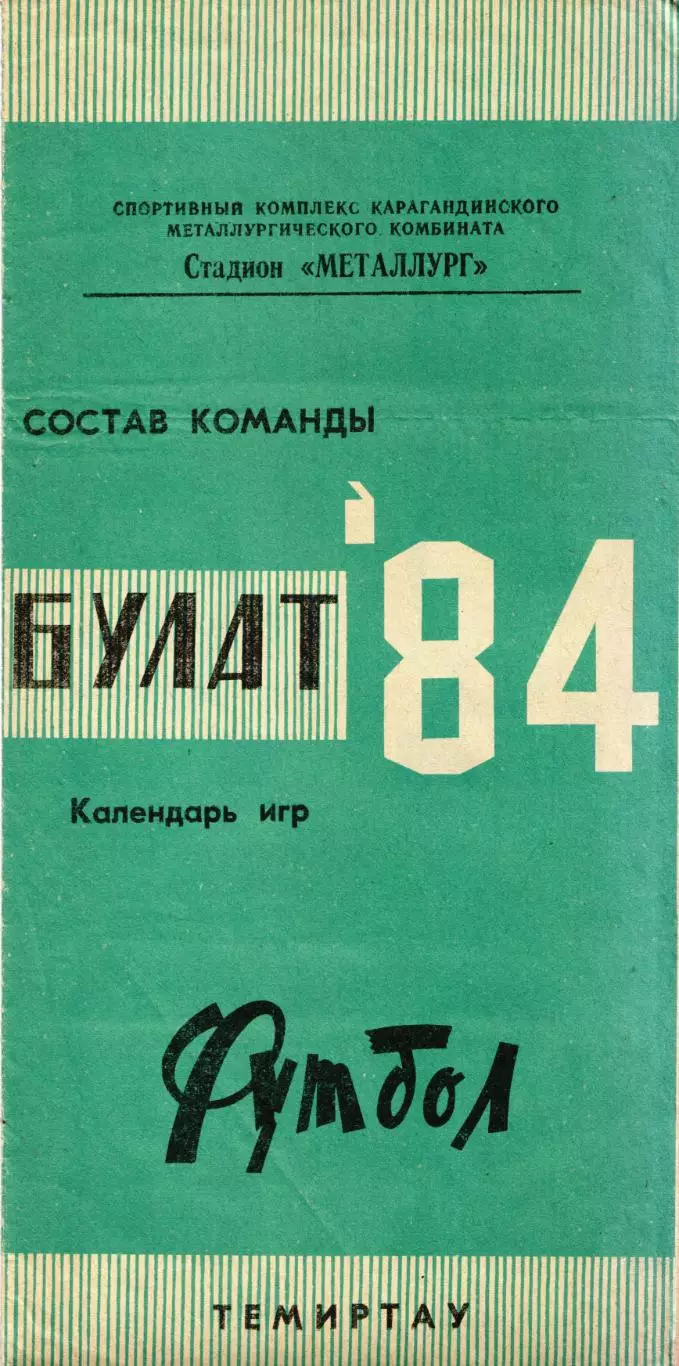 СПОРТИВНЫЙ КОМПЛЕКС КАРАГАНДИНСКОГО
МЕТАЛЛУРГИЧЕСКОГО КОМБИНАТА
Стадион «МЕТАЛЛУРГ»
СОСТАВ КОМАНДЫ
БУЛАТ '84
Календарь игр
Футбол
ТЕМИРТАУ